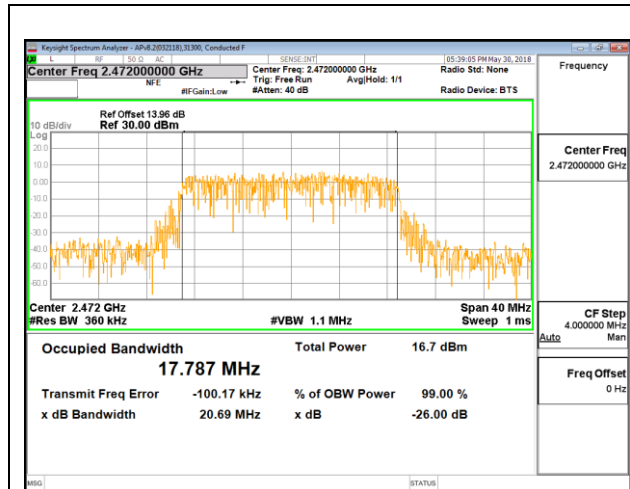 Keysight Spectrum Analyzer - APv8.2(032118),31300, Conducted F
L RF 50 Ω AC SENSE:INT 05:39:05 PM May 30, 2018
Center Freq 2.472000000 GHz Center Freq: 2.472000000 GHz Radio Std: None
NFE Trig: Free Run Avg|Hold: 1/1
#IFGain:Low #Atten: 40 dB Radio Device: BTS
Frequency
Ref Offset 13.96 dB
10 dB/div Ref 30.00 dBm
Log
20.0
10.0
0.00
-10.0
-20.0
-30.0
-40.0
-50.0
-60.0
Center 2.472 GHz Span 40 MHz
#Res BW 360 kHz #VBW 1.1 MHz Sweep 1 ms
Occupied Bandwidth Total Power 16.7 dBm
17.787 MHz
Transmit Freq Error -100.17 kHz % of OBW Power 99.00 %
x dB Bandwidth 20.69 MHz x dB -26.00 dB
Center Freq
2.472000000 GHz
CF Step
4.000000 MHz
Auto Man
Freq Offset
0 Hz
MSG STATUS